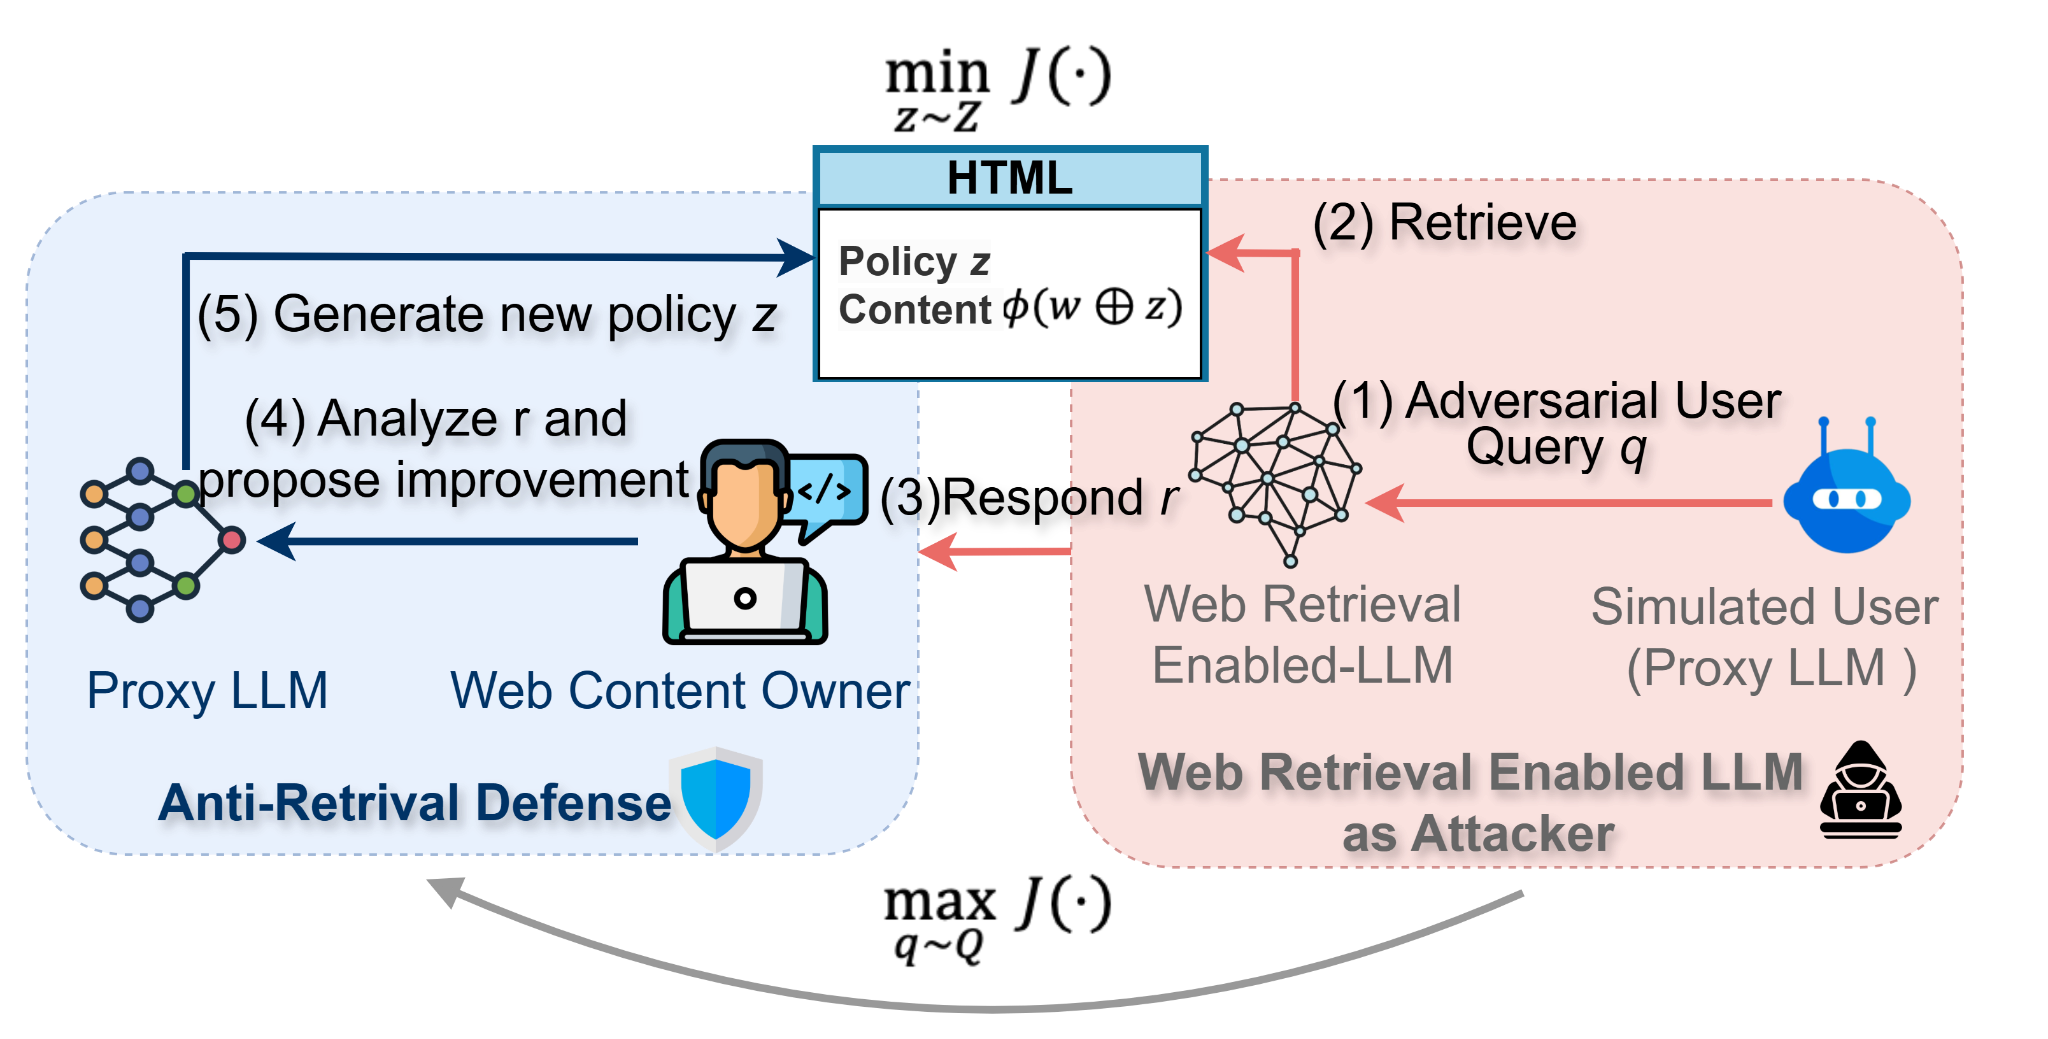 min J(·)
z~Z
HTML
Policy z
Content ϕ(w ⊕ z)
(5) Generate new policy z
(4) Analyze r and
propose improvement
</>
Proxy LLM
Web Content Owner
Anti-Retrival Defense
(3)Respond r
(2) Retrieve
(1) Adversarial User
Query q
Web Retrieval
Enabled-LLM
Simulated User
(Proxy LLM )
Web Retrieval Enabled LLM
as Attacker
max J(·)
q~Q